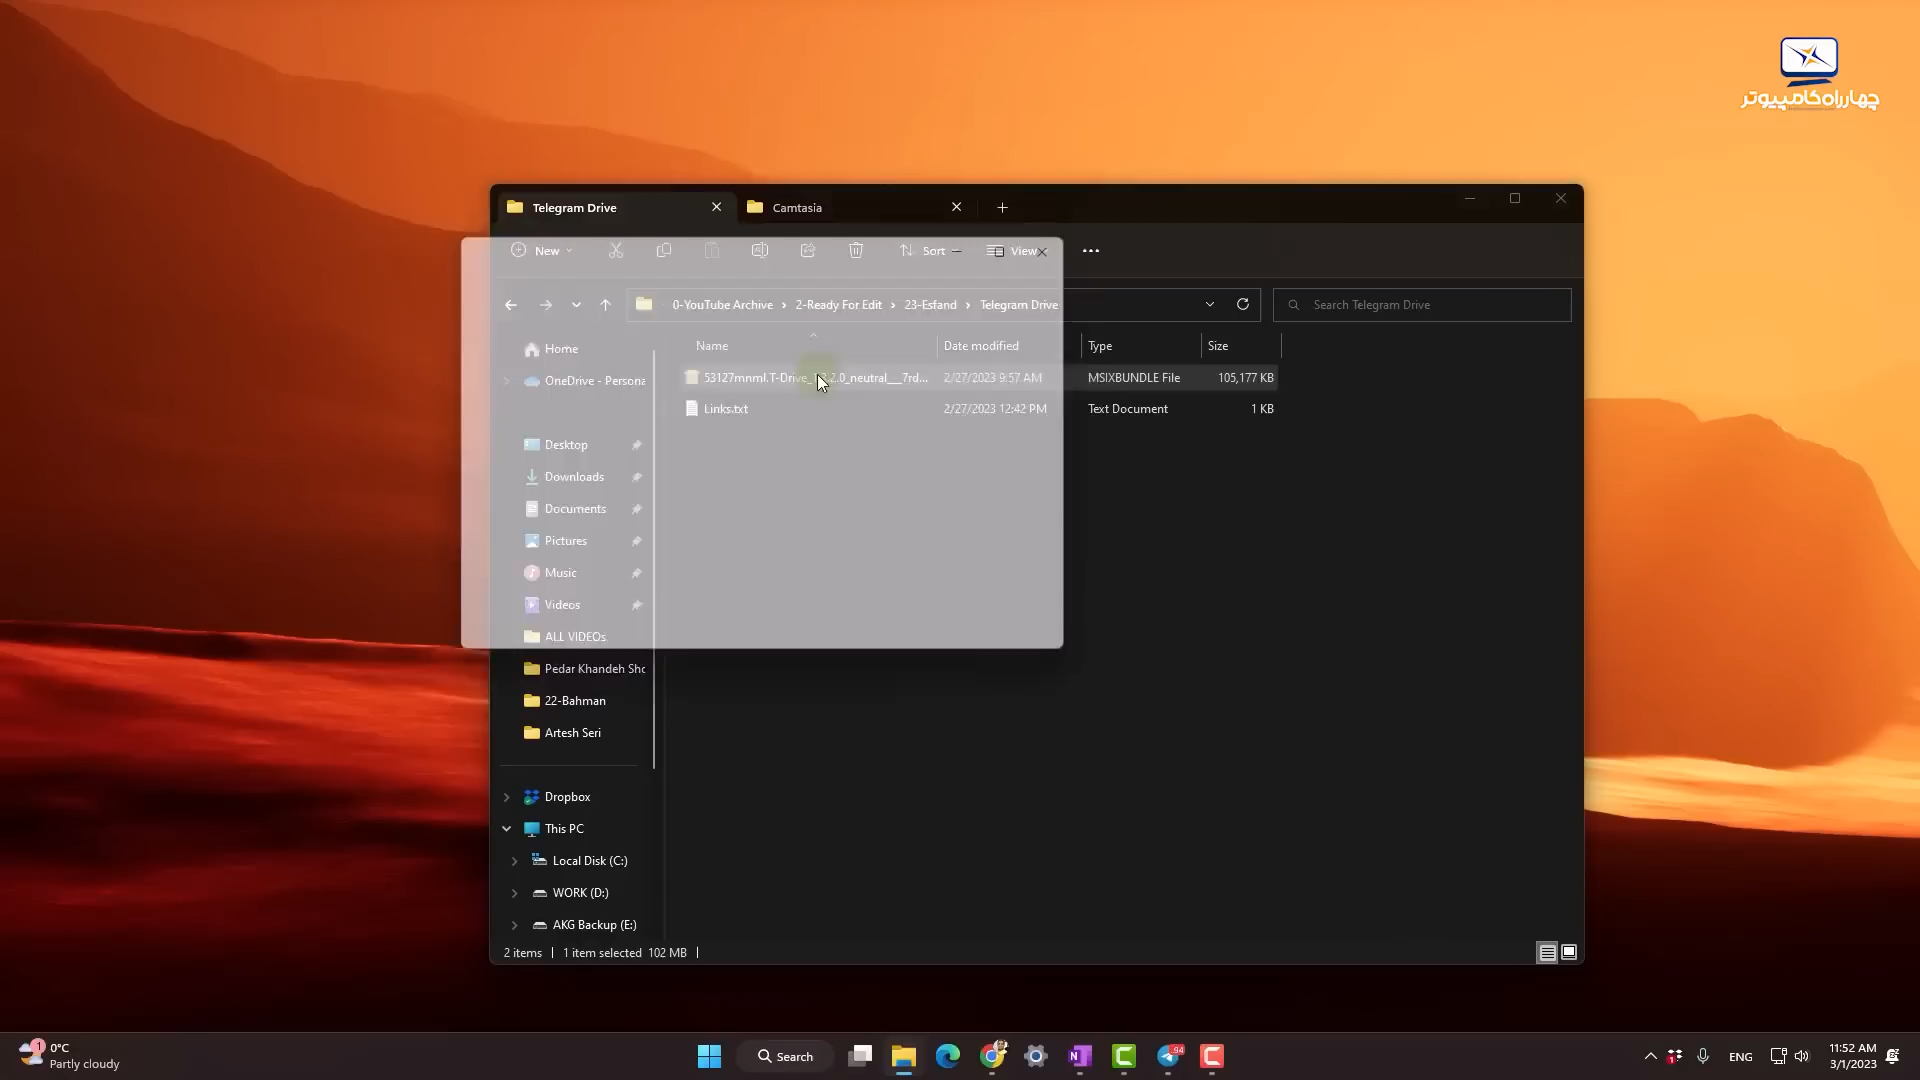 چهارراه کامپیوتر
Telegram Drive
Camtasia
New
Sort
View
0-YouTube Archive > 2-Ready For Edit > 23-Esfand > Telegram Drive
Search Telegram Drive
Name
Date modified
Type
Size
2/27/2023 9:57 AM
MSIXBUNDLE File
105,177 KB
Links.txt
2/27/2023 12:42 PM
Text Document
1 KB
Home
OneDrive - Persona
Desktop
Downloads
Documents
Pictures
Music
Videos
ALL VIDEOs
Pedar Khandeh Sho
22-Bahman
Artesh Seri
Dropbox
This PC
Local Disk (C:)
WORK (D:)
AKG Backup (E:)
2 items
1 item selected 102 MB
1
0°C
Partly cloudy
Search
94
ENG
11:52 AM
3/1/2023